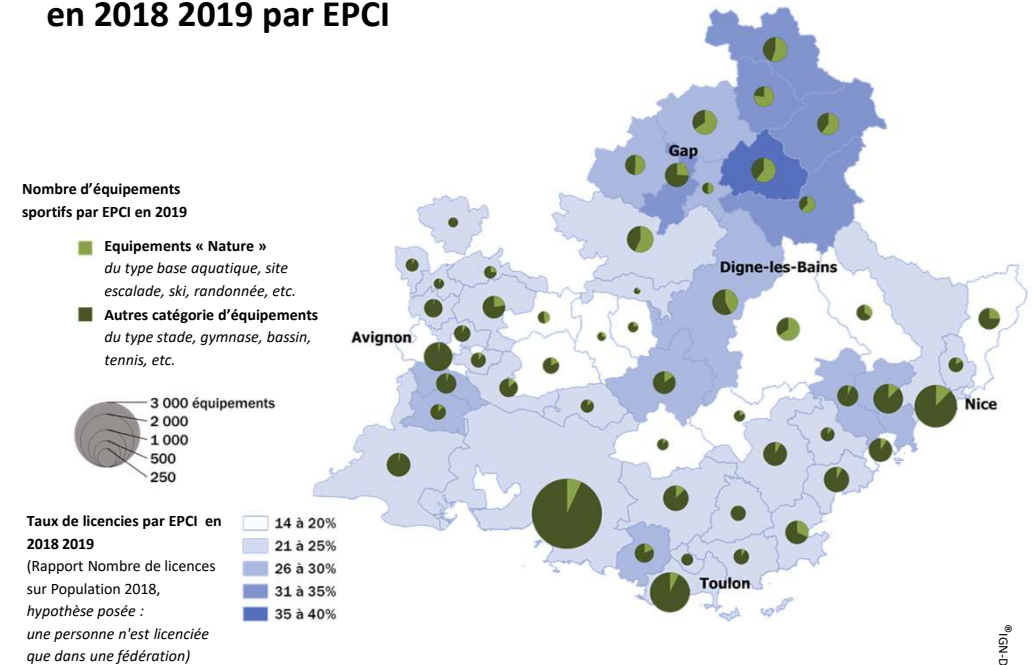 en 2018 2019 par EPCI
Gap
Digne-les-Bains
Avignon
Nice
Toulon
Nombre d'équipements
sportifs par EPCI en 2019
Equipements « Nature »
du type base aquatique, site
escalade, ski, randonnée, etc.
Autres catégorie d'équipements
du type stade, gymnase, bassin,
tennis, etc.
3 000 équipements
2 000
1 000
500
250
Taux de licencies par EPCI en
2018 2019
(Rapport Nombre de licences
sur Population 2018,
hypothèse posée :
une personne n'est licenciée
que dans une fédération)
14 à 20%
21 à 25%
26 à 30%
31 à 35%
35 à 40%
® IGN-D